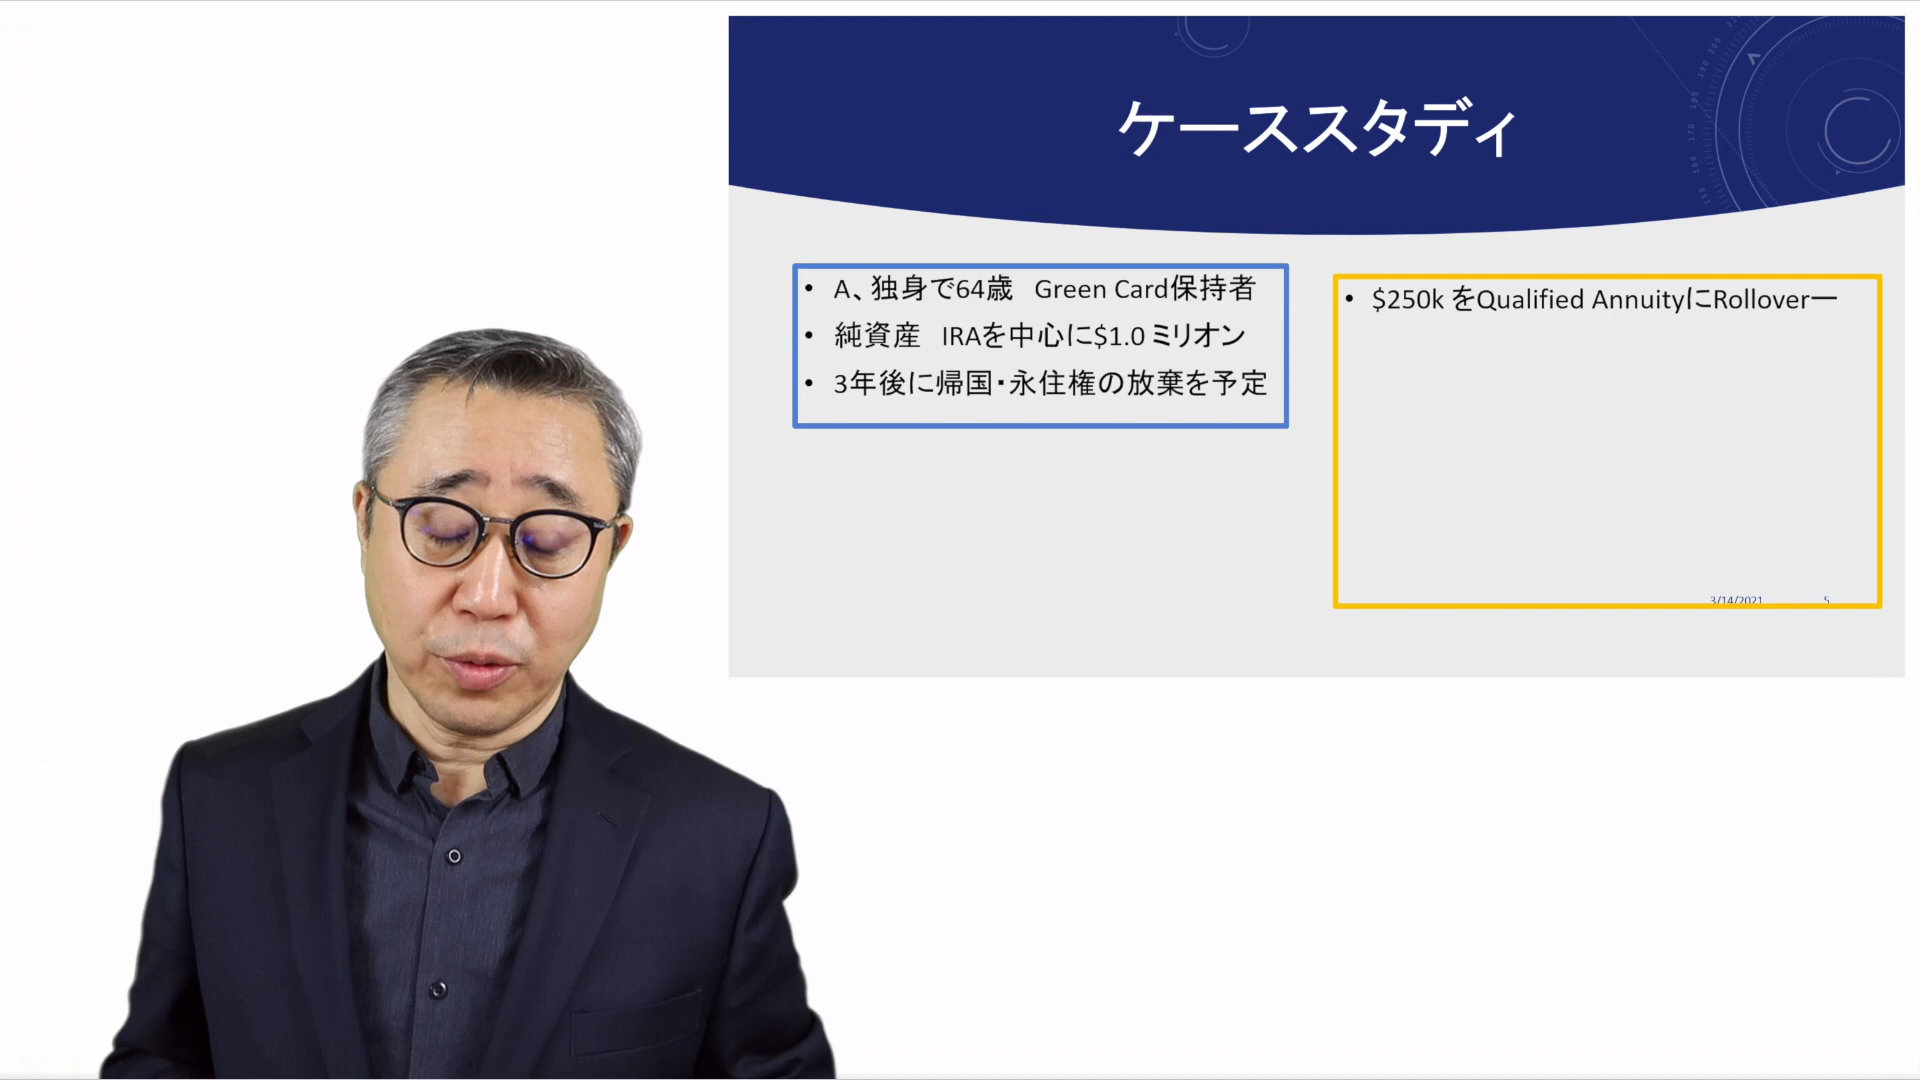 ケーススタディ
• A、独身で64歳　Green Card保持者
• 純資産　IRAを中心に$1.0 ミリオン
• 3年後に帰国・永住権の放棄を予定
• $250k をQualified AnnuityにRolloverー
3/14/2021 5